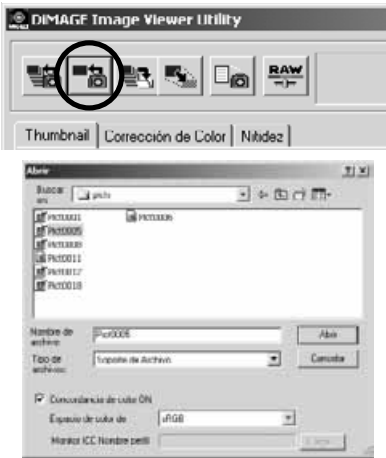 DiMAGE Image Viewer Utility
RAW
Thumbnail Corrección de Color Nitidez
Abrir
Buscar en:
Pict0005 Pict0006
Pict0009
Pict0011
Pict0017
Pict0018
Nombre de archivo: Pict0005 Abrir
Tipo de archivos: Soporte de Archivo Cancelar
Concordancia de color ON
Espacio de color de sRGB
Monitor ICC Nombre perfil